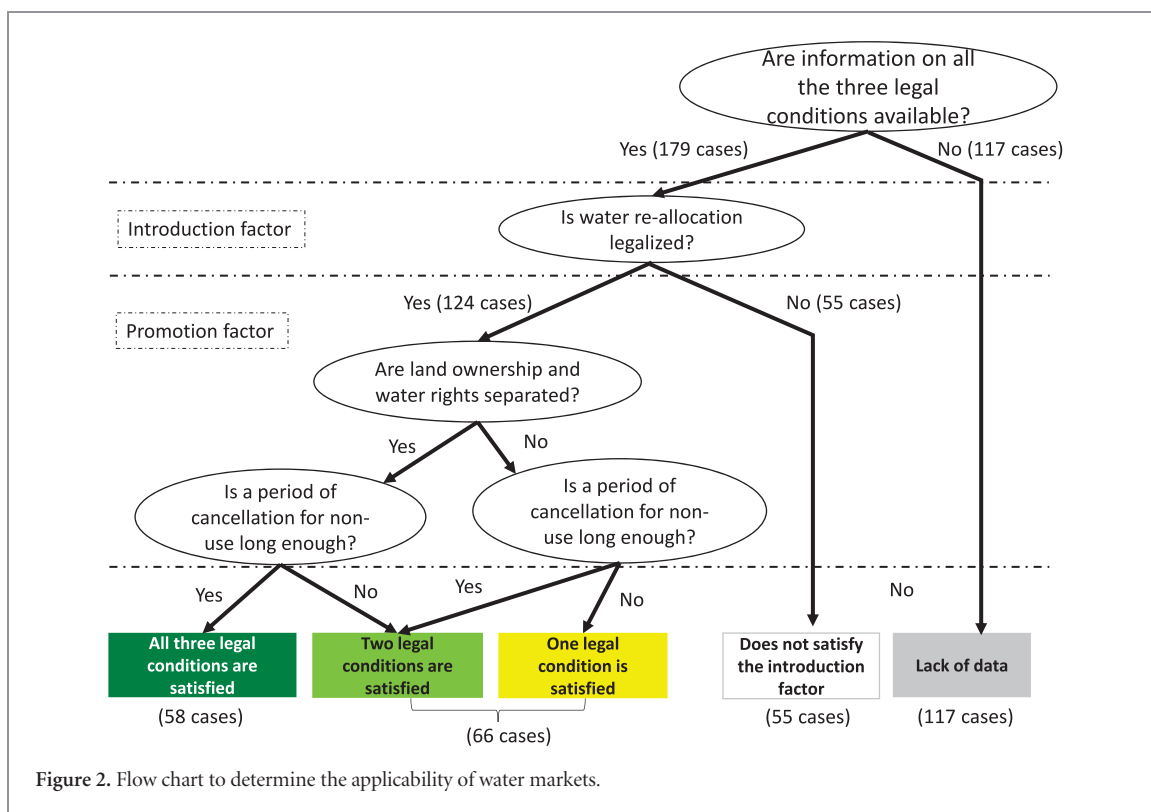 Are information on all
the three legal
conditions available?
Yes (179 cases)
No (117 cases)
Introduction factor
Is water re-allocation
legalized?
Yes (124 cases)
No (55 cases)
Promotion factor
Are land ownership and
water rights separated?
Yes
No
Is a period of
cancellation for non-
use long enough?
Is a period of
cancellation for non-
use long enough?
Yes
No
Yes
No
No
All three legal
conditions are
satisfied
Two legal
conditions are
satisfied
One legal
condition is
satisfied
Does not satisfy
the introduction
factor
Lack of data
(58 cases)
(66 cases)
(55 cases)
(117 cases)
Figure 2. Flow chart to determine the applicability of water markets.